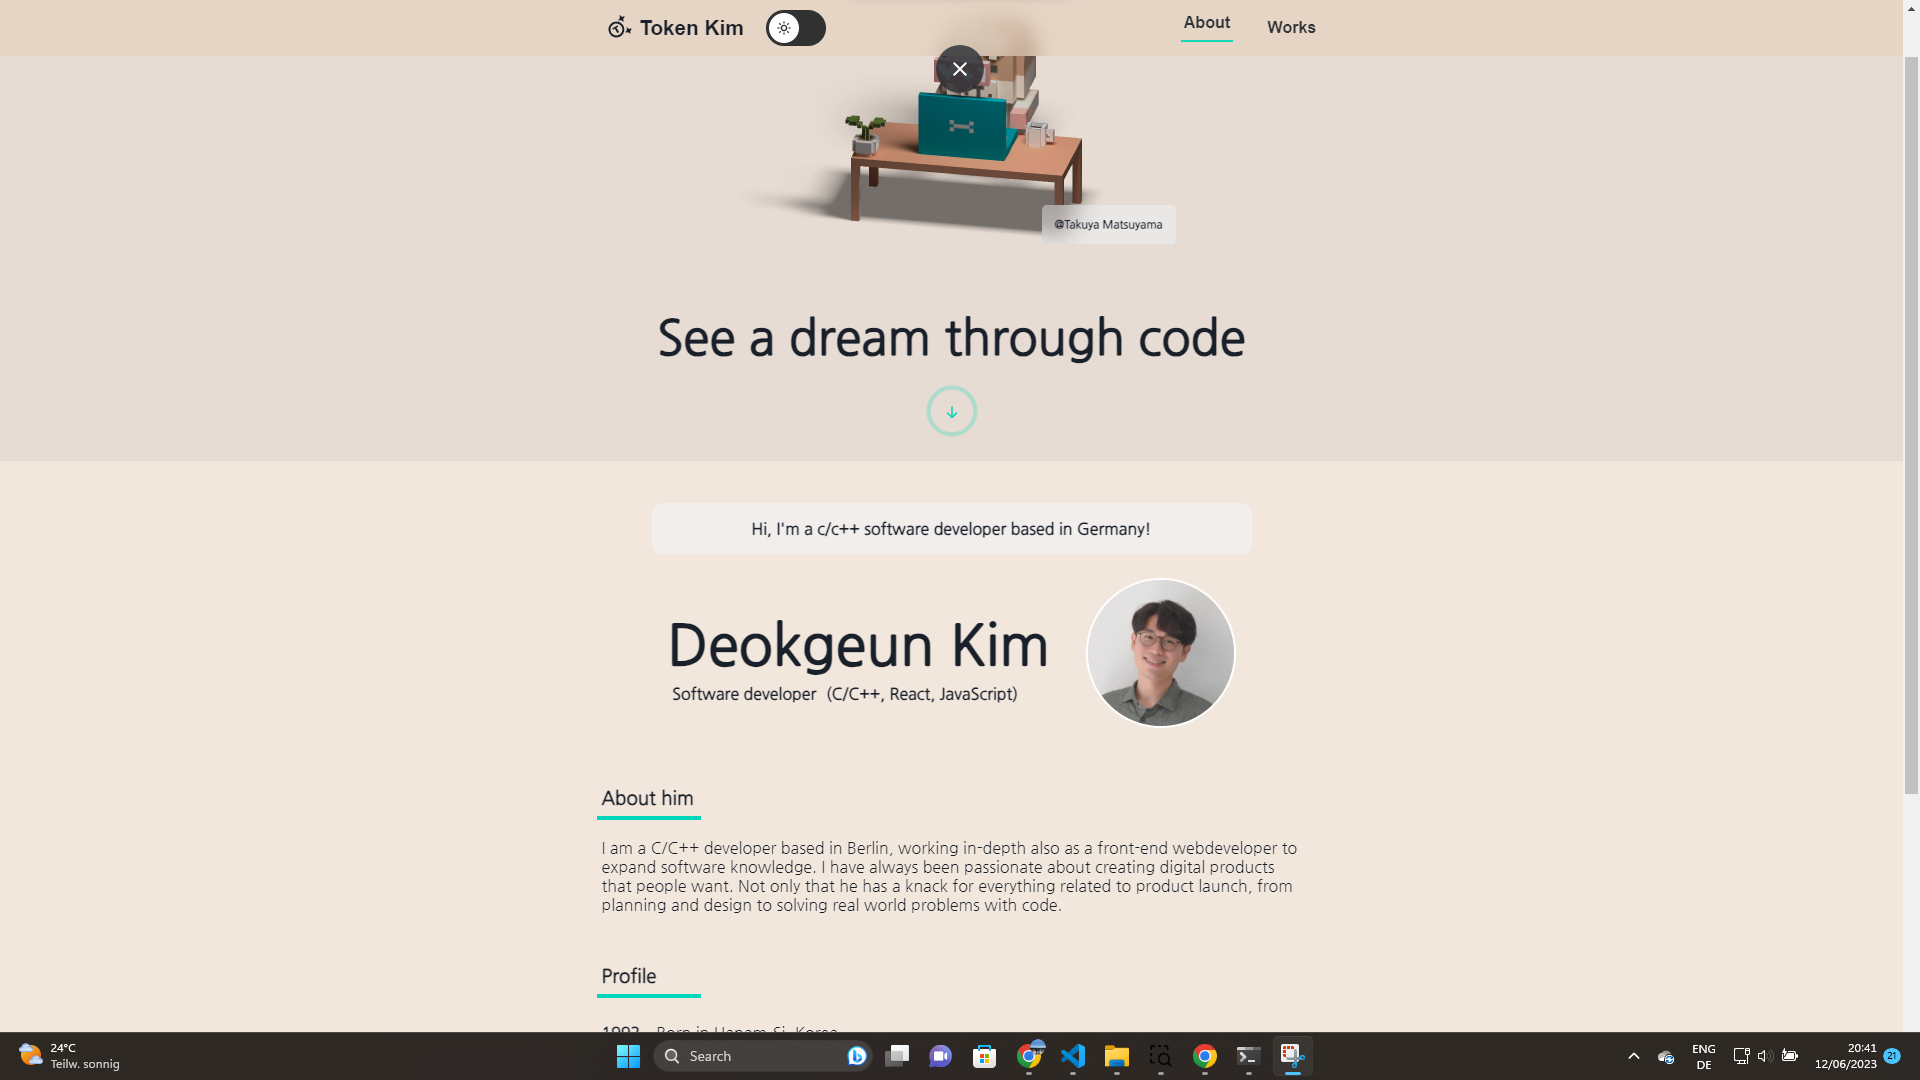 Token Kim
About
Works
@Takuya Matsuyama
See a dream through code
Hi, I'm a c/c++ software developer based in Germany!
Deokgeun Kim
Software developer (C/C++, React, JavaScript)
About him
I am a C/C++ developer based in Berlin, working in-depth also as a front-end webdeveloper to
expand software knowledge. I have always been passionate about creating digital products
that people want. Not only that he has a knack for everything related to product launch, from
planning and design to solving real world problems with code.
Profile
1993 Born in Hanam-Si, Korea
24°C
Teilw. sonnig
Search
ENG
DE
20:41
12/06/2023
21